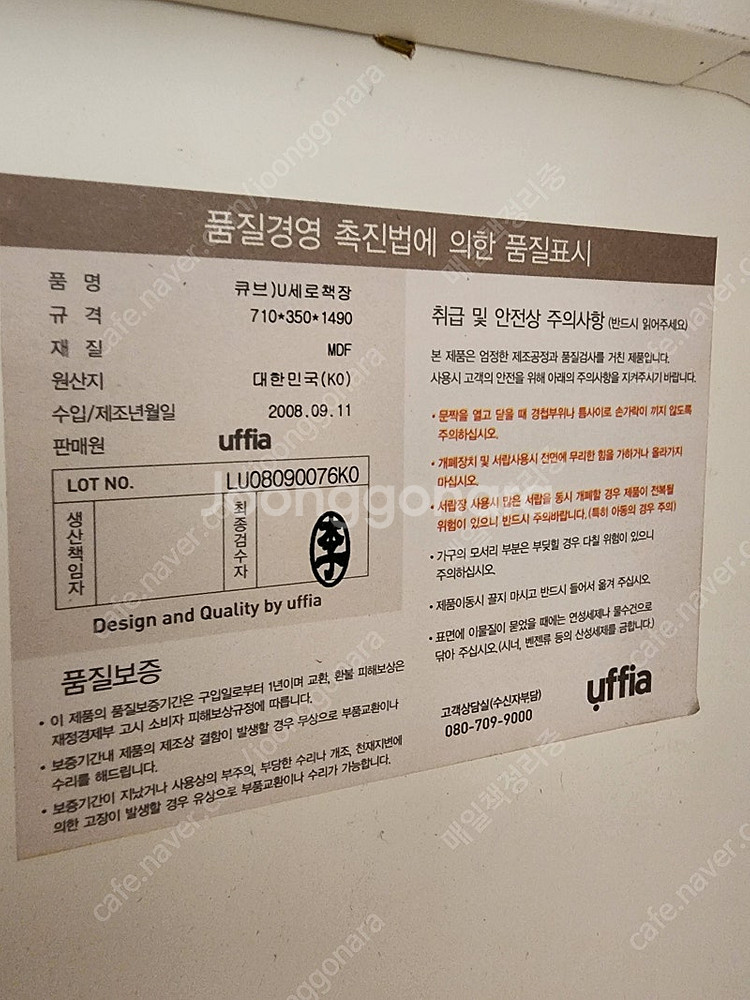 품질경영 촉진법에 의한 품질표시
품 명 큐브)U세로책장
규 격 710*350*1490
재 질 MDF
원산지 대한민국(KO)
수입/제조년월일 2008.09.11
판매원 uffia
LOT NO. LU08090076KO
생산책임자
최종검수자
李
Design and Quality by uffia
품질보증
• 이 제품의 품질보증기간은 구입일로부터 1년이며 교환, 환불 피해보상은
재정경제부 고시 소비자 피해보상규정에 따릅니다.
• 보증기간내 제품의 제조상 결함이 발생할 경우 무상으로 부품교환이나
수리를 해드립니다.
• 보증기간이 지났거나 사용상의 부주의, 부당한 수리나 개조, 천재지변에
의한 고장이 발생할 경우 유상으로 부품교환이나 수리가 가능합니다.
취급 및 안전상 주의사항 (반드시 읽어주세요)
본 제품은 엄정한 제조공정과 품질검사를 거친 제품입니다.
사용시 고객의 안전을 위해 아래의 주의사항을 지켜주시기 바랍니다.
• 문짝을 열고 닫을 때 경첩부위나 틈사이로 손가락이 끼지 않도록
주의하십시오.
• 개폐장치 및 서랍사용시 전면에 무리한 힘을 가하거나 올라가지
마십시오.
• 서랍장 사용시 많은 서랍을 동시 개폐할 경우 제품이 전복될
위험이 있으니 반드시 주의바랍니다.(특히 아동의 경우 주의)
• 가구의 모서리 부분은 부딪힐 경우 다칠 위험이 있으니
주의하십시오.
• 제품이동시 끌지 마시고 반드시 들어서 옮겨 주십시오
• 표면에 이물질이 묻었을 때에는 연성세제나 물수건으로
닦아 주십시오.(시너, 벤젠류 등의 산성세제를 금합니다.)
고객상담실(수신자부담)
080-709-9000
uffia
Joonggonara
cafe.naver.com/joonggonara
매일책정리중